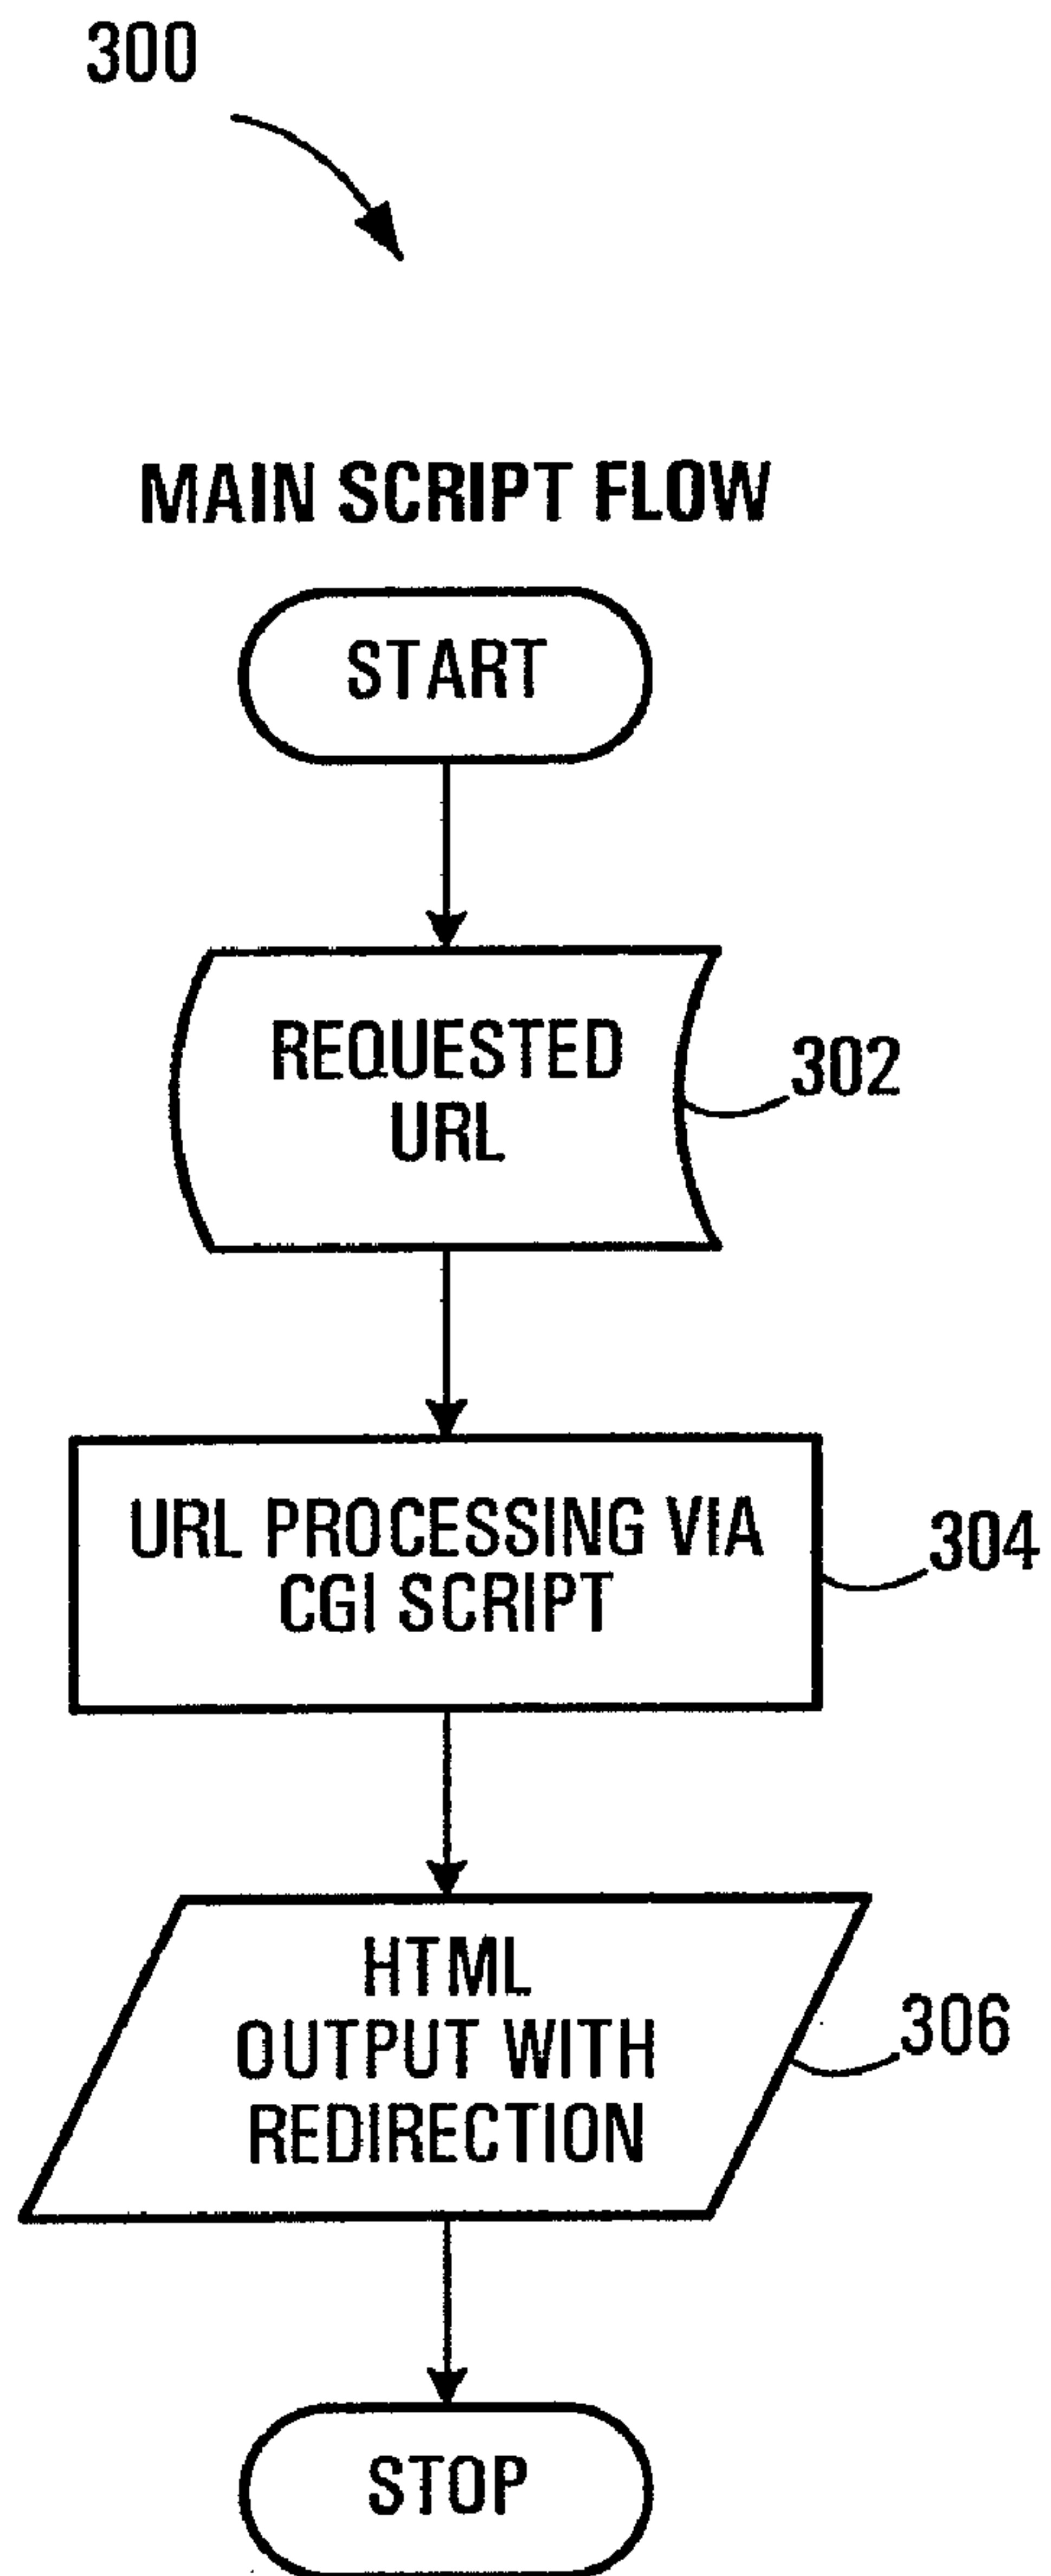 300
MAIN SCRIPT FLOW
START
REQUESTED
URL
302
URL PROCESSING VIA
CGI SCRIPT
304
HTML
OUTPUT WITH
REDIRECTION
306
STOP